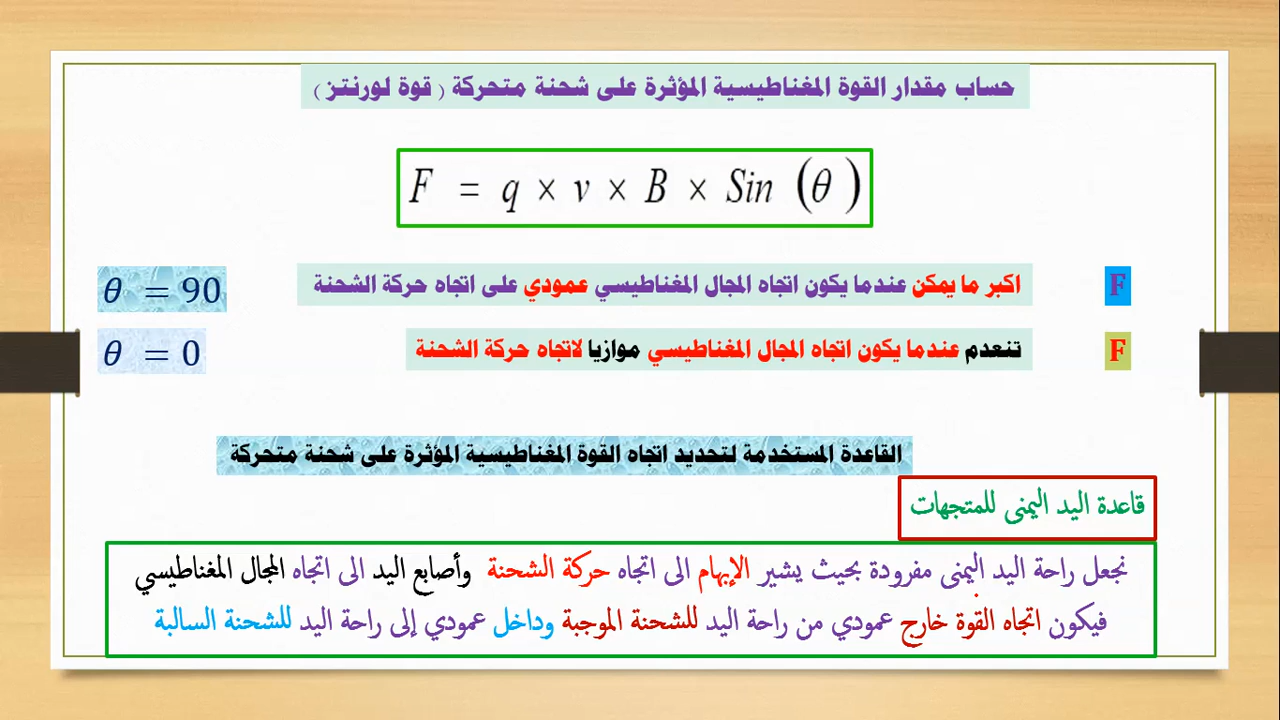 حساب مقدار القوة المغناطيسية المؤثرة على شحنة متحركة ( قوة لورنتز )
F = q × v × B × Sin (θ )
F اكبر ما يمكن عندما يكون اتجاه المجال المغناطيسي عمودي على اتجاه حركة الشحنة θ = 90
F تنعدم عندما يكون اتجاه المجال المغناطيسي موازيا لاتجاه حركة الشحنة θ = 0
القاعدة المستخدمة لتحديد اتجاه القوة المغناطيسية المؤثرة على شحنة متحركة
قاعدة اليد اليمنى للمتجهات
نجعل راحة اليد اليمنى مفرودة بحيث يشير الإبهام الى اتجاه حركة الشحنة وأصابع اليد الى اتجاه المجال المغناطيسي
فيكون اتجاه القوة خارج عمودي من راحة اليد للشحنة الموجبة وداخل عمودي إلى راحة اليد للشحنة السالبة